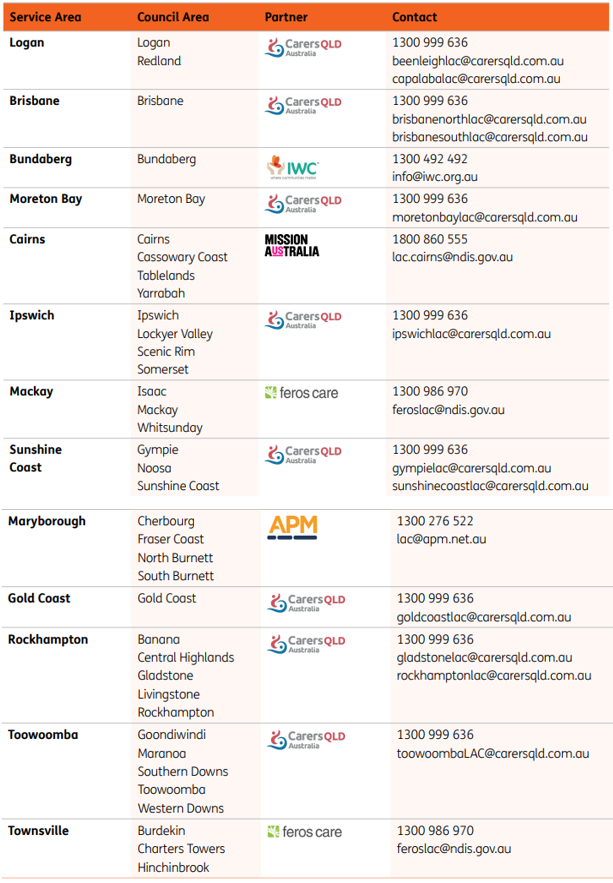 Service Area Council Area Partner Contact
Logan Logan CarersQLD 1300 999 636
Redland Australia beenleighlac@carersqld.com.au
capalabalac@carersqld.com.au
Brisbane Brisbane CarersQLD 1300 999 636
Australia brisbanenorthlac@carersqld.com.au
brisbanesouthlac@carersqld.com.au
Bundaberg Bundaberg IWC 1300 492 492
info@iwc.org.au
Moreton Bay Moreton Bay CarersQLD 1300 999 636
Australia moretonbaylac@carersqld.com.au
Cairns Cairns MISSION 1800 860 555
Cassowary Coast AUSTRALIA lac.cairns@ndis.gov.au
Tablelands
Yarrabah
Ipswich Ipswich CarersQLD 1300 999 636
Lockyer Valley Australia ipswichlac@carersqld.com.au
Scenic Rim
Somerset
Mackay Isaac feros care 1300 986 970
Mackay feroslac@ndis.gov.au
Whitsunday
Sunshine Gympie CarersQLD 1300 999 636
Coast Noosa Australia gympielac@carersqld.com.au
Sunshine Coast sunshinecoastlac@carersqld.com.au
Maryborough Cherbourg APM 1300 276 522
Fraser Coast lac@apm.net.au
North Burnett
South Burnett
Gold Coast Gold Coast CarersQLD 1300 999 636
Australia goldcoastlac@carersqld.com.au
Rockhampton Banana CarersQLD 1300 999 636
Central Highlands Australia gladstonelac@carersqld.com.au
Gladstone rockhamptonlac@carersqld.com.au
Livingstone
Rockhampton
Toowoomba Goondiwindi CarersQLD 1300 999 636
Maranoa Australia toowoombaLAC@carersqld.com.au
Southern Downs
Toowoomba
Western Downs
Townsville Burdekin feros care 1300 986 970
Charters Towers feroslac@ndis.gov.au
Hinchinbrook